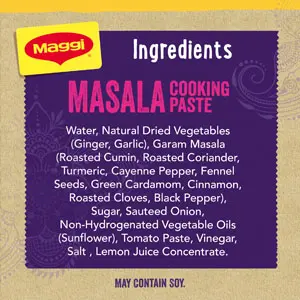 Maggi
Ingredients
MASALA COOKING PASTE
Water, Natural Dried Vegetables
(Ginger, Garlic), Garam Masala
(Roasted Cumin, Roasted Coriander,
Turmeric, Cayenne Pepper, Fennel
Seeds, Green Cardamom, Cinnamon,
Roasted Cloves, Black Pepper),
Sugar, Sauteed Onion,
Non-Hydrogenated Vegetable Oils
(Sunflower), Tomato Paste, Vinegar,
Salt , Lemon Juice Concentrate.
MAY CONTAIN SOY.